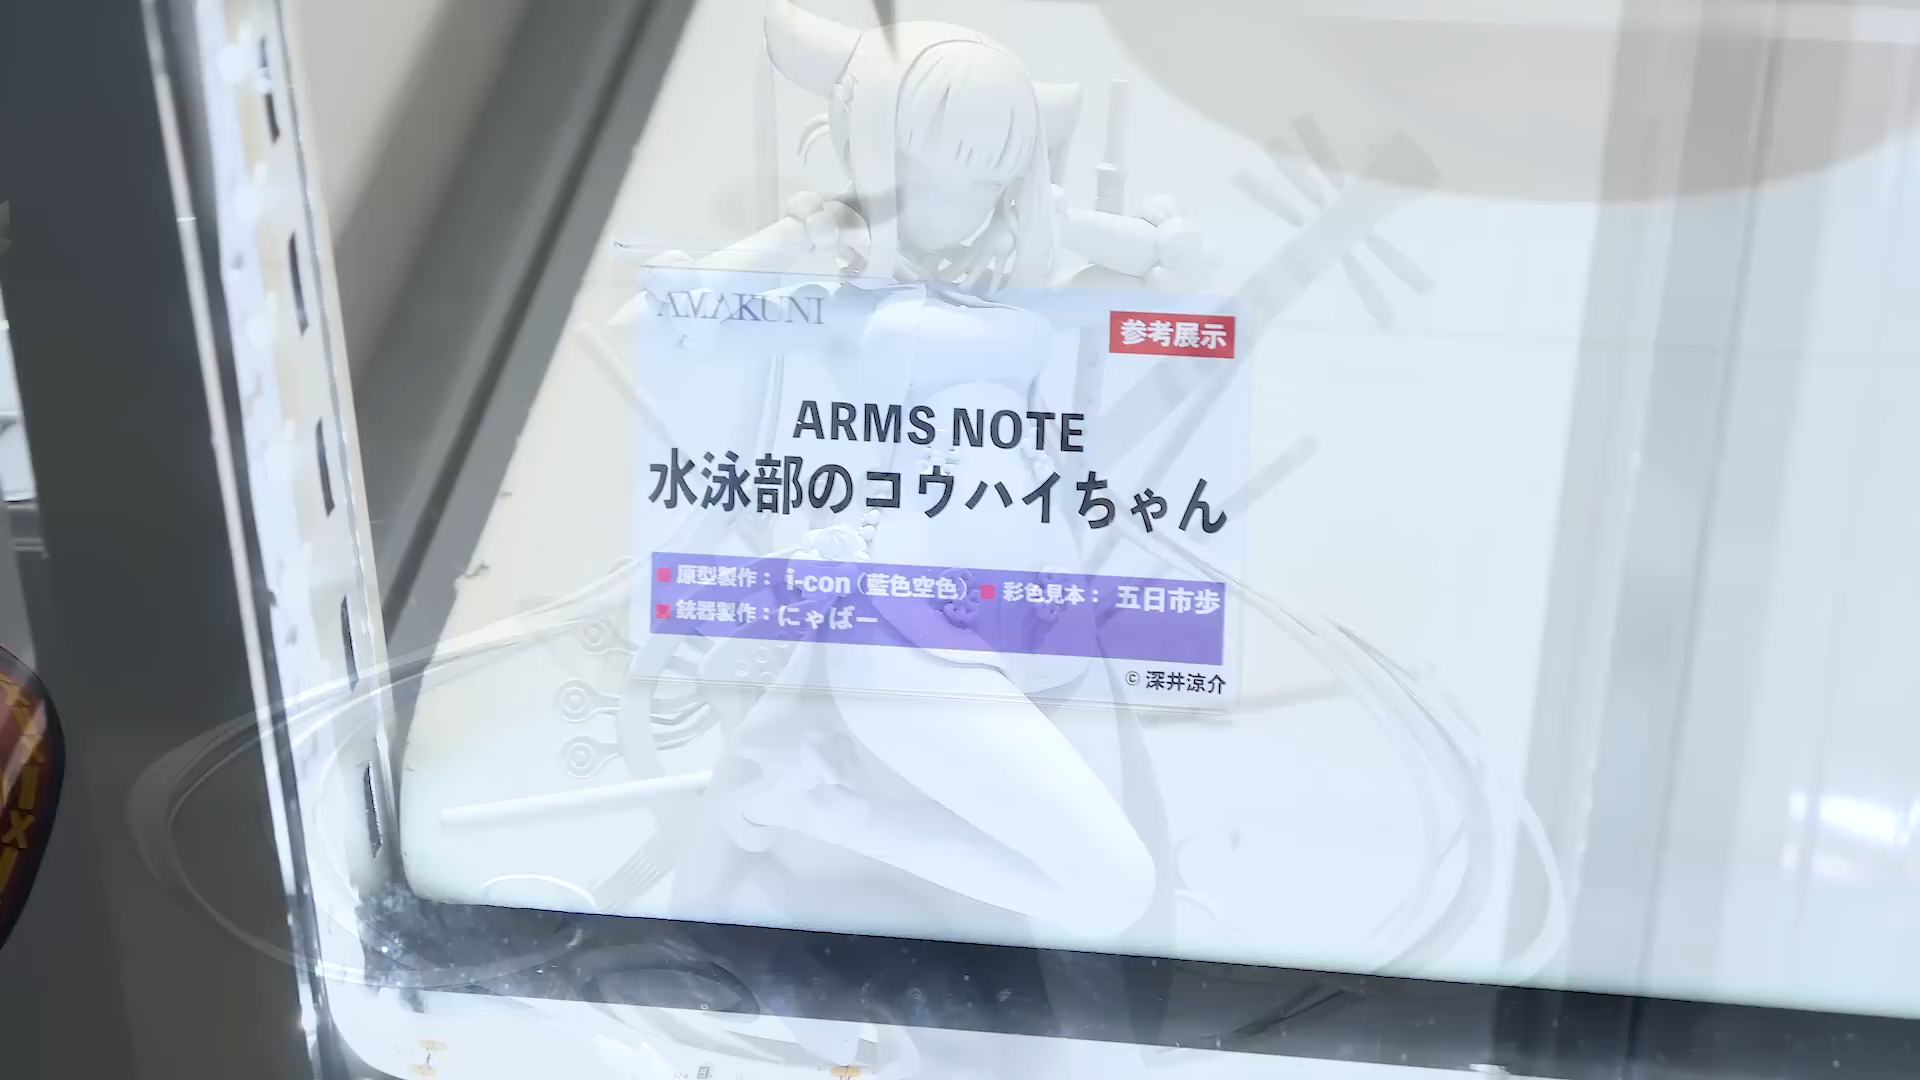 AMAKUNI
参考展示
ARMS NOTE
水泳部のコウハイちゃん
■原型製作： i-con（藍色空色） ■彩色見本： 五日市歩
■銃器製作：にゃばー
© 深井涼介